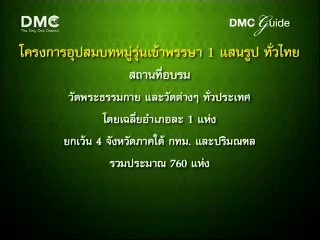 DMC
The Only One Channel
DMC Guide
โครงการอุปสมบทหมู่รุ่นเข้าพรรษา 1 แสนรูป ทั่วไทย
สถานที่อบรม
วัดพระธรรมกาย และวัดต่างๆ ทั่วประเทศ
โดยเฉลี่ยอำเภอละ 1 แห่ง
ยกเว้น 4 จังหวัดภาคใต้ กทม. และปริมณฑล
รวมประมาณ 760 แห่ง